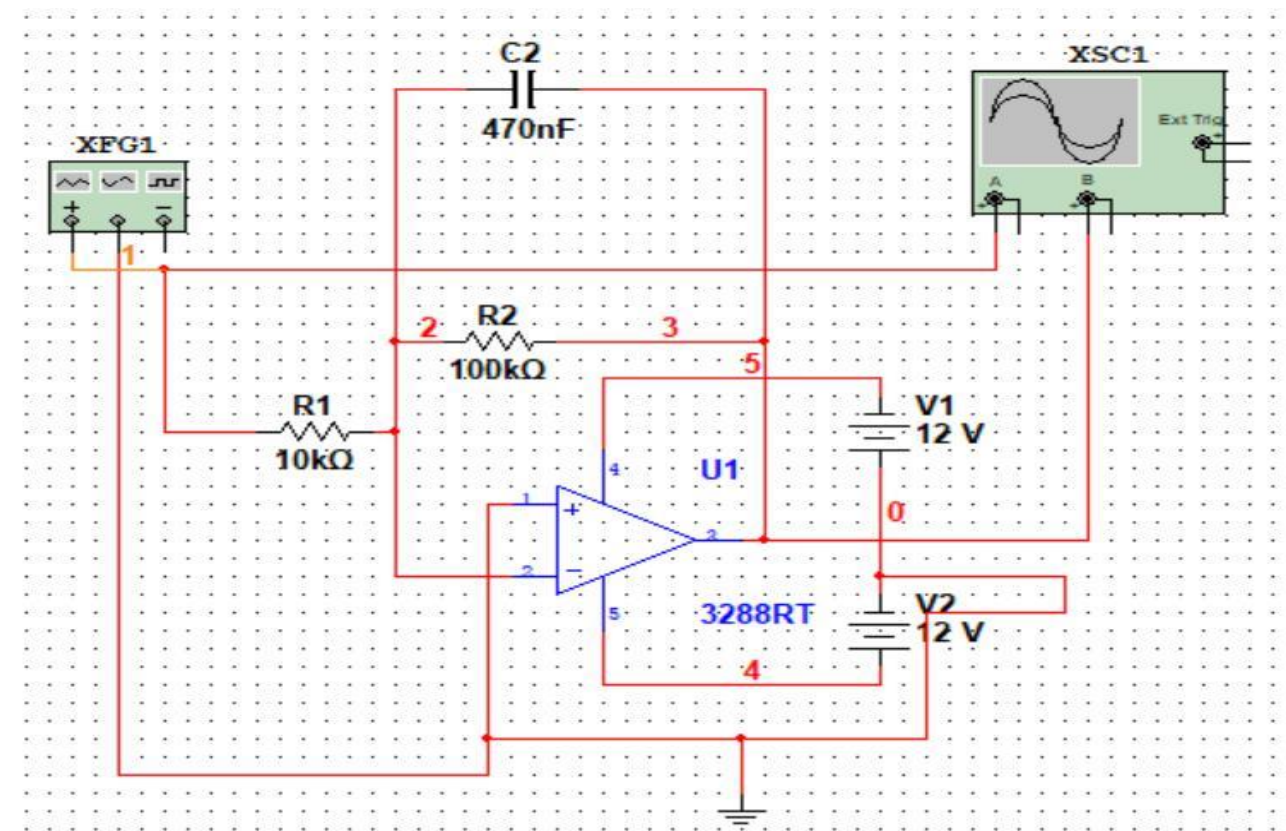 C2
470nF
XFG1
+
−
1
XSC1
Ext Trig
+
A
B
+
+
2
R2
3
100kΩ
5
R1
10kΩ
V1
12 V
4
U1
0
1
+
3
2
−
5
3288RT
V2
12 V
4